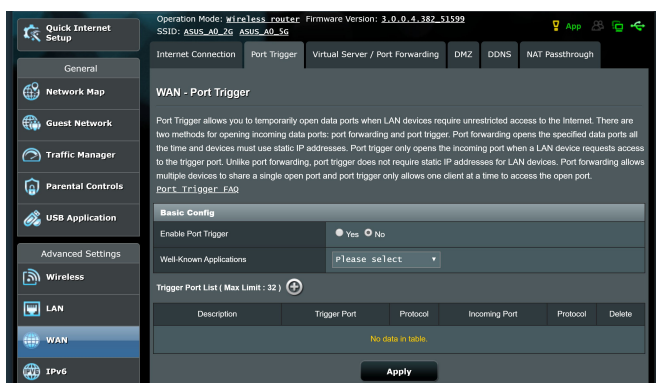 Quick Internet
Setup
Operation Mode: Wireless router Firmware Version: 3.0.0.4.382_51599
SSID: ASUS_A0_2G ASUS_A0_5G
App
Internet Connection Port Trigger Virtual Server / Port Forwarding DMZ DDNS NAT Passthrough
General
Network Map
Guest Network
Traffic Manager
Parental Controls
USB Application
Advanced Settings
Wireless
LAN
WAN
IPv6
WAN - Port Trigger
Port Trigger allows you to temporarily open data ports when LAN devices require unrestricted access to the Internet. There are
two methods for opening incoming data ports: port forwarding and port trigger. Port forwarding opens the specified data ports all
the time and devices must use static IP addresses. Port trigger only opens the incoming port when a LAN device requests access
to the trigger port. Unlike port forwarding, port trigger does not require static IP addresses for LAN devices. Port forwarding allows
multiple devices to share a single open port and port trigger only allows one client at a time to access the open port.
Port Trigger FAQ
Basic Config
Enable Port Trigger Yes No
Well-Known Applications Please select
Trigger Port List ( Max Limit : 32 )
Description Trigger Port Protocol Incoming Port Protocol Delete
No data in table.
Apply